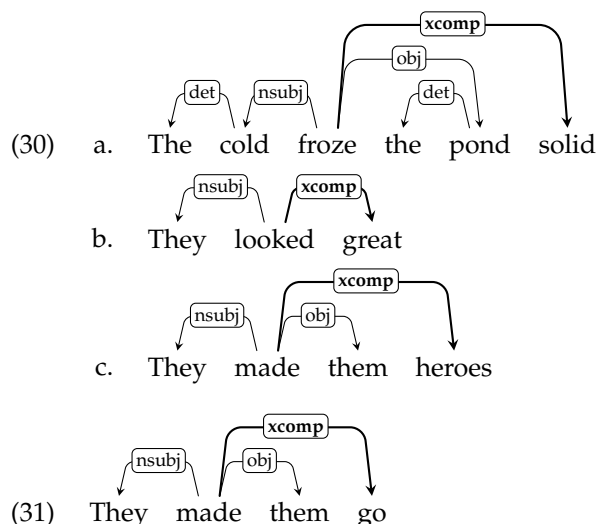 xcomp
obj
det nsubj det
(30) a. The cold froze the pond solid
nsubj xcomp
b. They looked great
xcomp
nsubj obj
c. They made them heroes
xcomp
nsubj obj
(31) They made them go